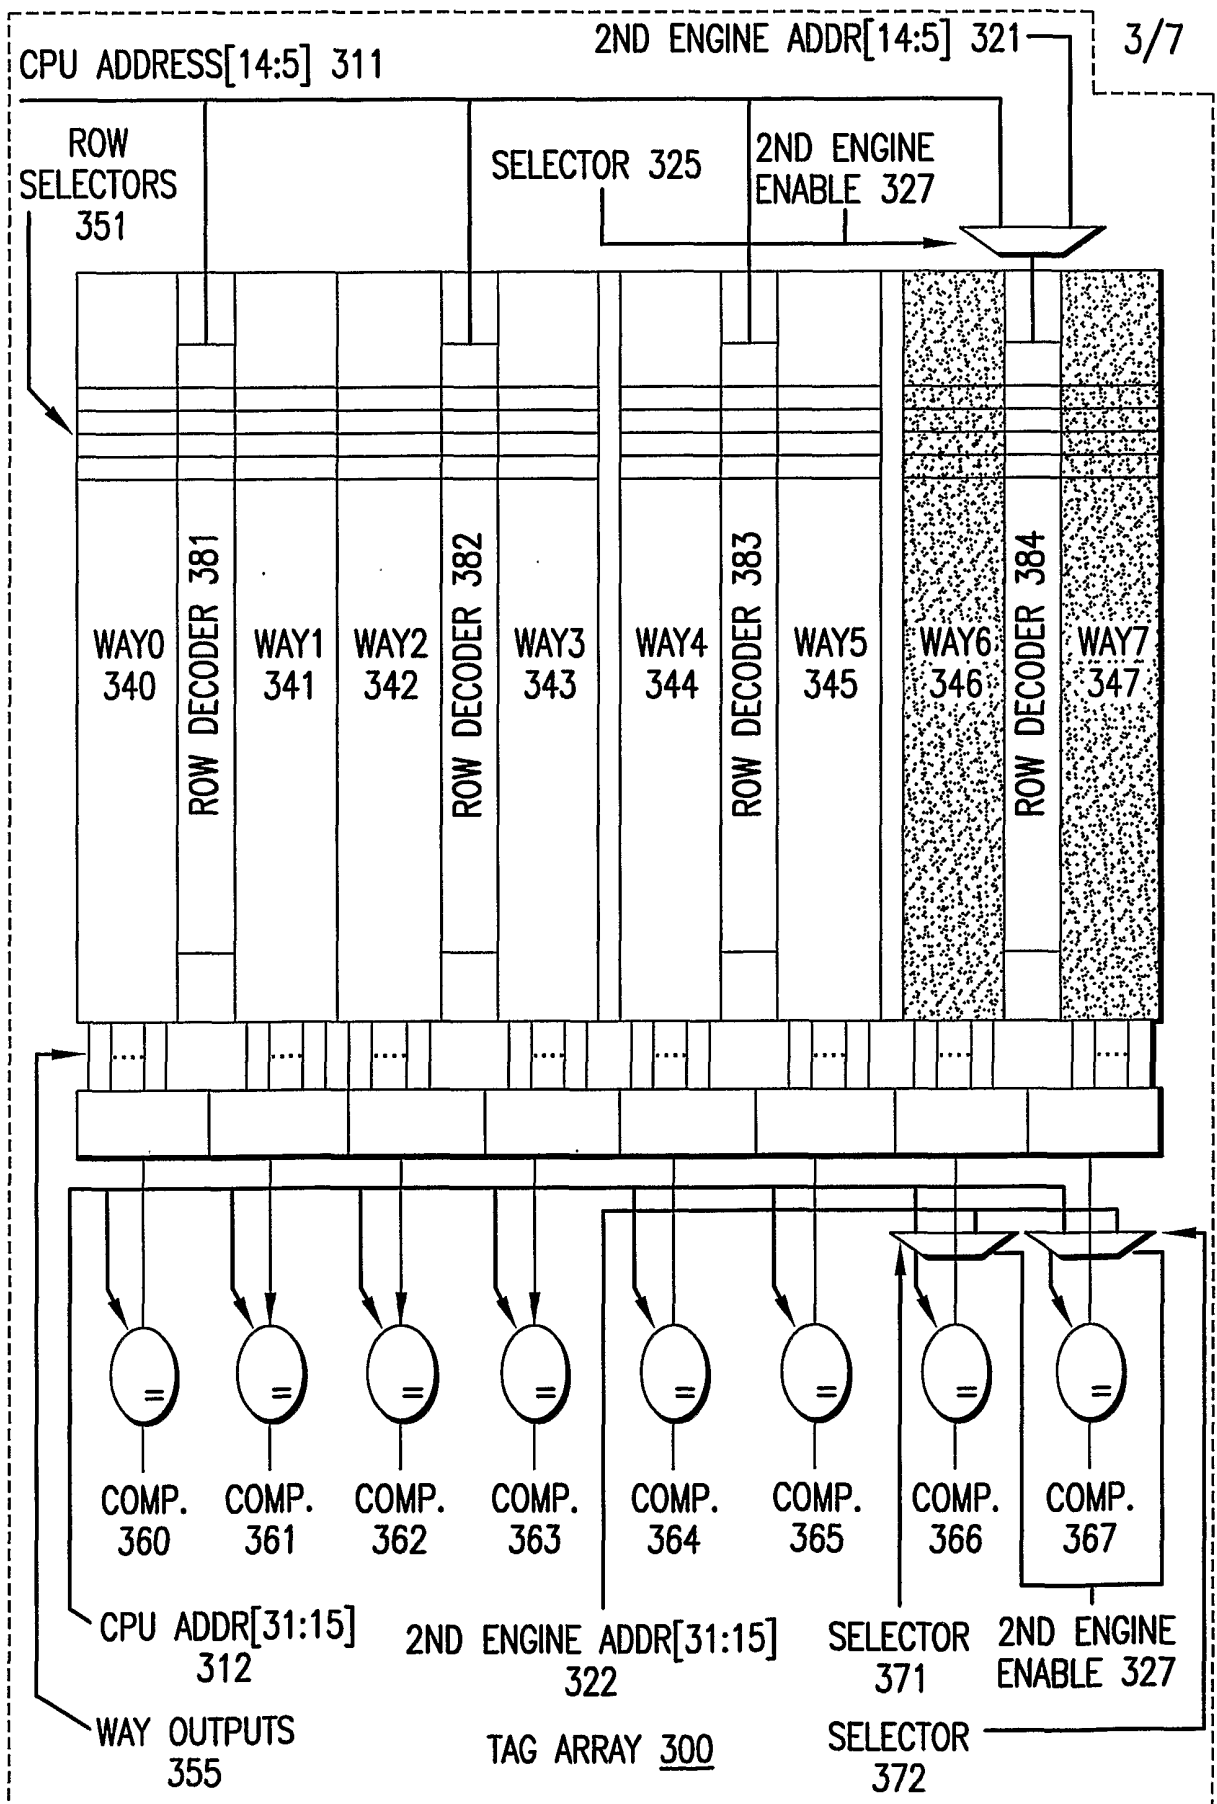 2ND ENGINE ADDR[14:5] 321
3/7
CPU ADDRESS[14:5] 311
ROW
SELECTORS
351
SELECTOR 325
2ND ENGINE
ENABLE 327
WAY0
340
ROW DECODER 381
WAY1
341
WAY2
342
ROW DECODER 382
WAY3
343
WAY4
344
ROW DECODER 383
WAY5
345
WAY6
346
ROW DECODER 384
WAY7
347
=
=
=
=
=
=
=
=
COMP.
360
COMP.
361
COMP.
362
COMP.
363
COMP.
364
COMP.
365
COMP.
366
COMP.
367
CPU ADDR[31:15]
312
2ND ENGINE ADDR[31:15]
322
SELECTOR
371
2ND ENGINE
ENABLE 327
WAY OUTPUTS
355
TAG ARRAY 300
SELECTOR
372